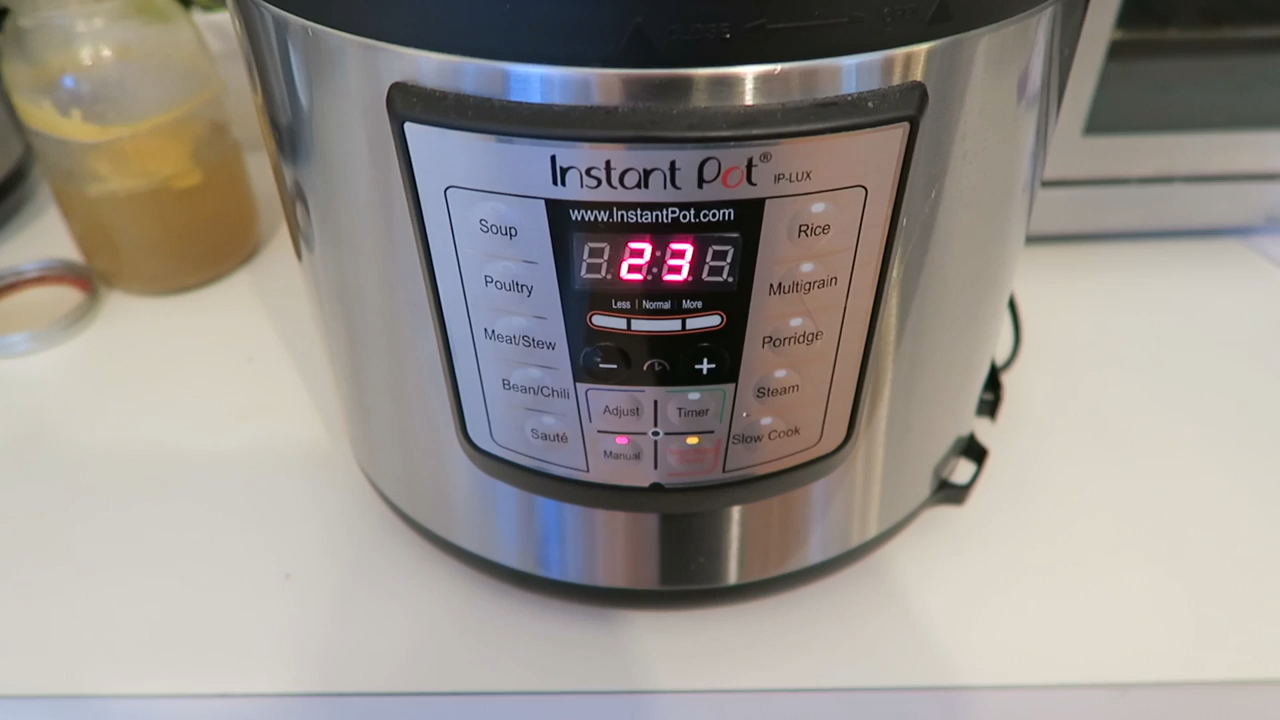 CLOSE
Instant Pot® IP-LUX
www.InstantPot.com
23
Less | Normal | More
Soup
Poultry
Meat/Stew
Bean/Chili
Sauté
− +
Adjust
Timer
Manual
Rice
Multigrain
Porridge
Steam
Slow Cook